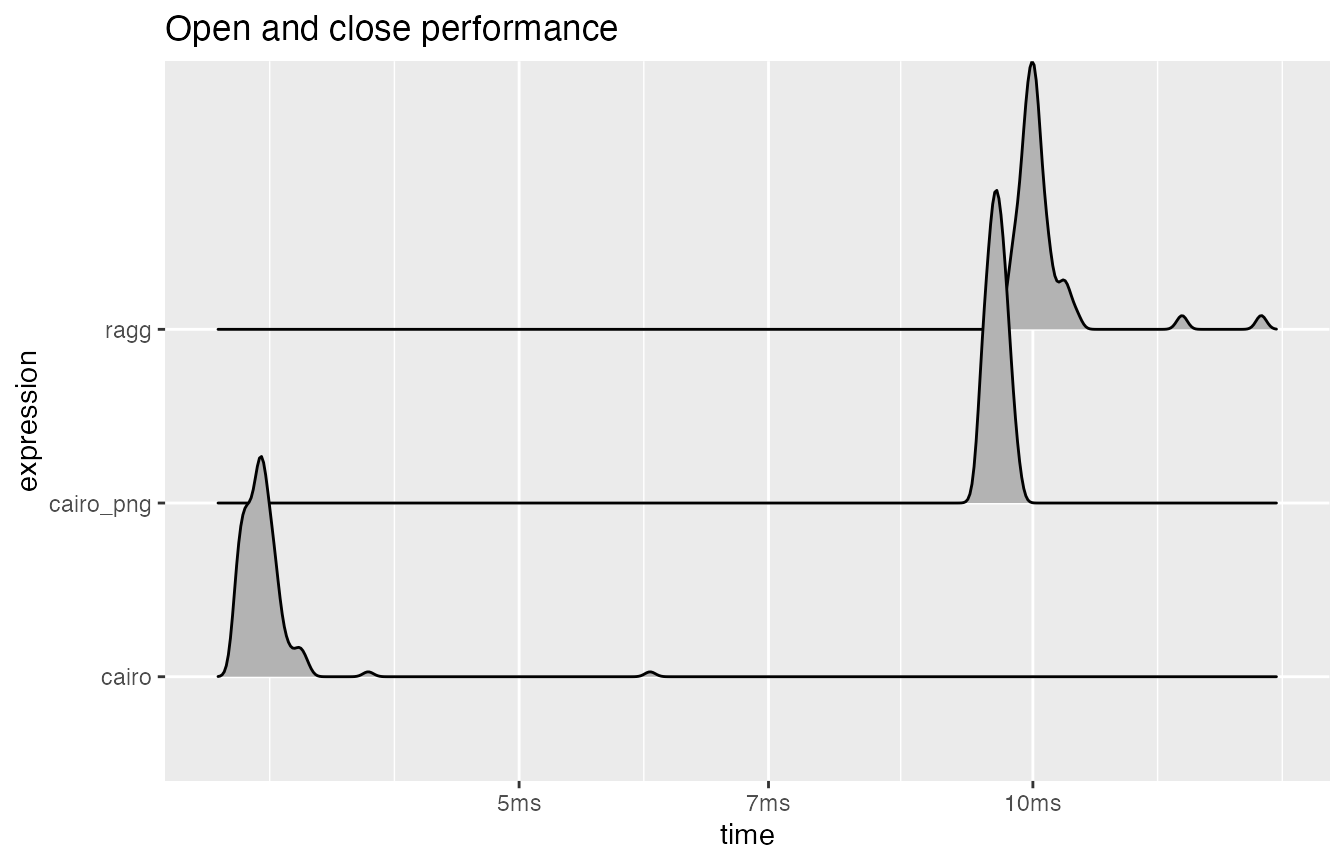 Open and close performance
ragg
cairo_png
cairo
expression
5ms
7ms
10ms
time